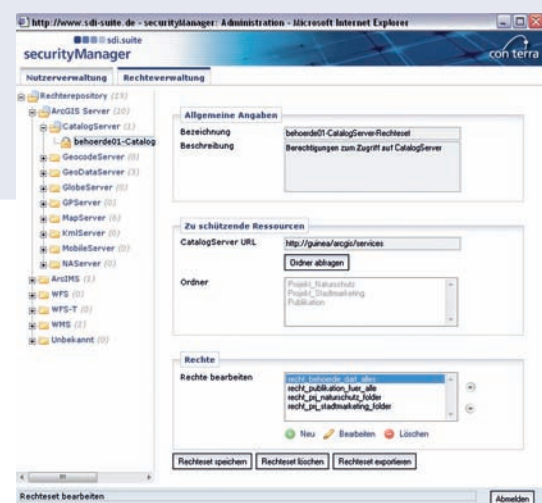 http://www.sdi-suite.de - securityManager: Administration - Microsoft Internet Explorer
sdi.suite
securityManager
con terra
Nutzerverwaltung Rechteverwaltung
Rechterepository (13)
ArcGIS Server (10)
CatalogServer (1)
behoerde01-Catalog
GeocodeServer (0)
GeoDataServer (3)
GlobeServer (0)
GPServer (0)
MapServer (6)
KmlServer (0)
MobileServer (0)
NAServer (0)
ArcIMS (1)
WFS (0)
WFS-T (0)
WMS (2)
Unbekannt (0)
Allgemeine Angaben
Bezeichnung behoerde01-CatalogServer-Rechteset
Beschreibung Berechtigungen zum Zugriff auf CatalogServer
Zu schützende Ressourcen
CatalogServer URL http://guinea/arcgis/services
Ordner abfragen
Ordner Projekt_Naturschutz
Projekt_Stadtmarketing
Publikation
Rechte
Rechte bearbeiten recht_behoerde_darf_alles
recht_publikation_fuer_alle
recht_prj_naturschutz_folder
recht_prj_stadtmarketing_folder
Neu Bearbeiten Löschen
Rechteset speichern Rechteset löschen Rechteset exportieren
Rechteset bearbeiten Abmelden